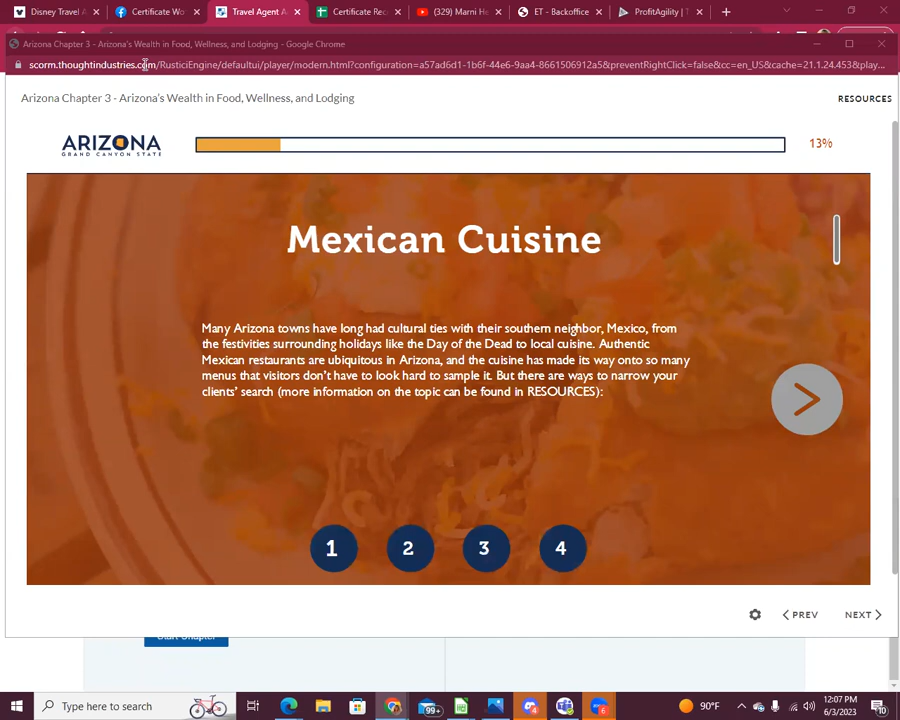 Disney Travel A
Certificate Wo
Travel Agent A
Certificate Rec
(329) Marni He
ET - Backoffice
ProfitAgility | T
Arizona Chapter 3 - Arizona's Wealth in Food, Wellness, and Lodging - Google Chrome
scorm.thoughtindustries.com/RusticiEngine/defaultui/player/modern.html?configuration=a57ad6d1-1b6f-44e6-9aa4-8661506912a5&preventRightClick=false&cc=en_US&cache=21.1.24.453&play...
Arizona Chapter 3 - Arizona's Wealth in Food, Wellness, and Lodging
RESOURCES
ARIZONA
GRAND CANYON STATE
13%
Mexican Cuisine
Many Arizona towns have long had cultural ties with their southern neighbor, Mexico, from
the festivities surrounding holidays like the Day of the Dead to local cuisine. Authentic
Mexican restaurants are ubiquitous in Arizona, and the cuisine has made its way onto so many
menus that visitors don't have to look hard to sample it. But there are ways to narrow your
clients' search (more information on the topic can be found in RESOURCES):
1 2 3 4
PREV
NEXT
Start Chapter
Type here to search
99+
4
6
90°F
12:07 PM
6/3/2023
10